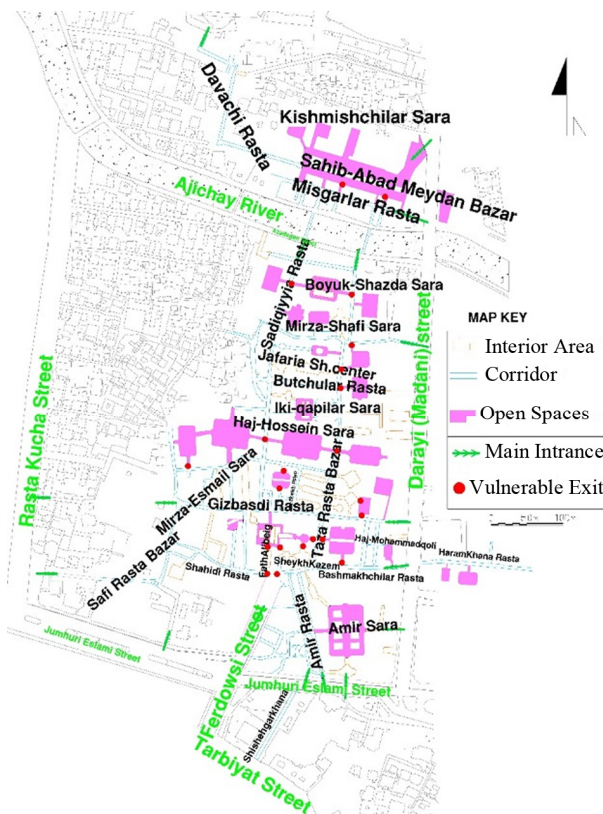 Davachi Rasta
Kishmishchilar Sara
Sahib-Abad Meydan Bazar
Misgarlar Rasta
Ajichay River
Sadiqiyyia Rasta
Boyuk-Shazda Sara
Mirza-Shafi Sara
Jafaria Sh.center
Butchular Rasta
Iki-qapilar Sara
Haj-Hossein Sara
Darayi (Madani) street
MAP KEY
Interior Area
Corridor
Open Spaces
Main Intrance
Vulnerable Exit
Rasta Kucha Street
Mirza-Esmail Sara
Gizbasdi Rasta
Taza Rasta Bazar
Safi Rasta Bazar
Shahidi Rasta
SheykhKazem
Haj-Mohammadqoli
HaramKhana Rasta
Bashmakhchilar Rasta
Amir Rasta
Amir Sara
Jumhuri Eslami Street
Ferdowsi Street
Jumhuri Eslami Street
Shishehgarkhana
Tarbiyat Street